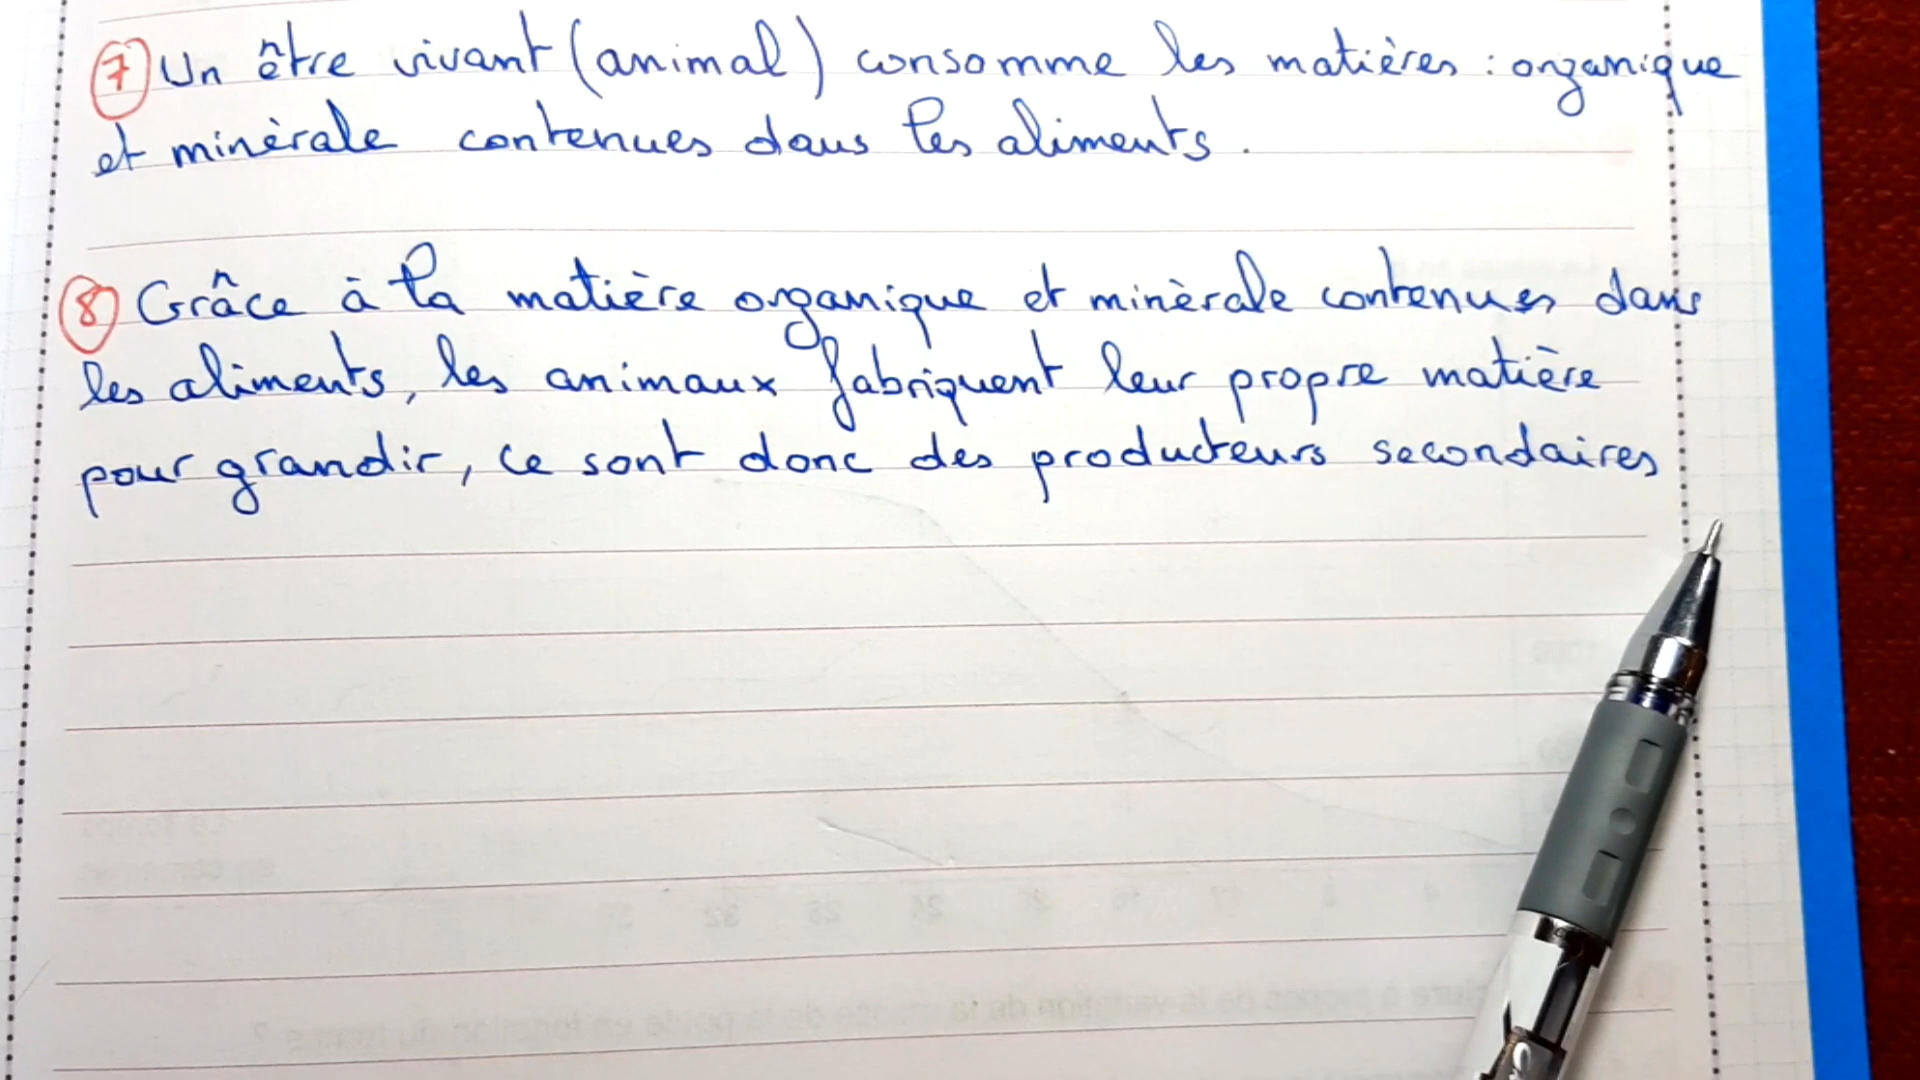 7 Un être vivant (animal) consomme les matières : organique
et minèrale contenues dans les aliments.
8 Grâce à la matière organique et minèrale contenues dans
les aliments, les animaux fabriquent leur propre matière
pour grandir, ce sont donc des producteurs secondaires